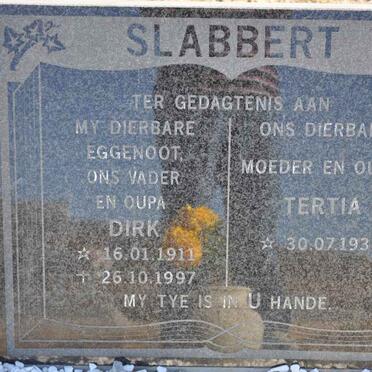 SLABBERT
TER GEDAGTENIS AAN
MY DIERBARE
EGGENOOT,
ONS VADER
EN OUPA
DIRK
☆ 16.01.1911
✝ 26.10.1997
ONS DIERBA
MOEDER EN OU
TERTIA
☆ 30.07.193
MY TYE IS IN U HANDE.